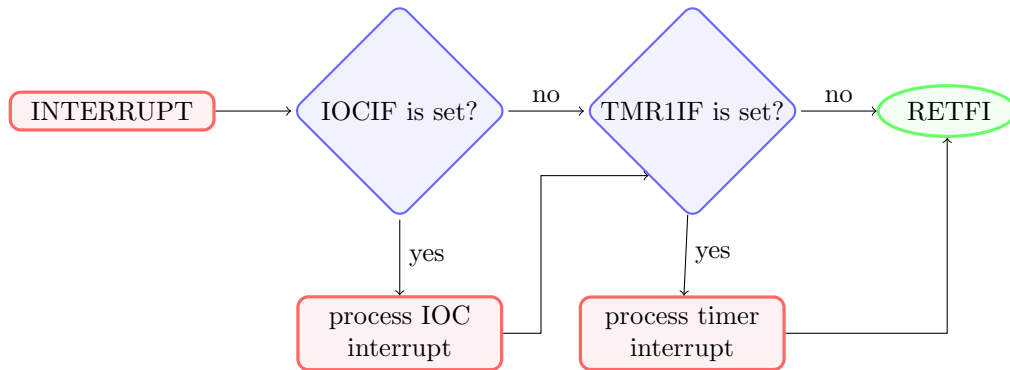 INTERRUPT
IOCIF is set?
no
TMR1IF is set?
no
RETFI
yes
yes
process IOC
interrupt
process timer
interrupt